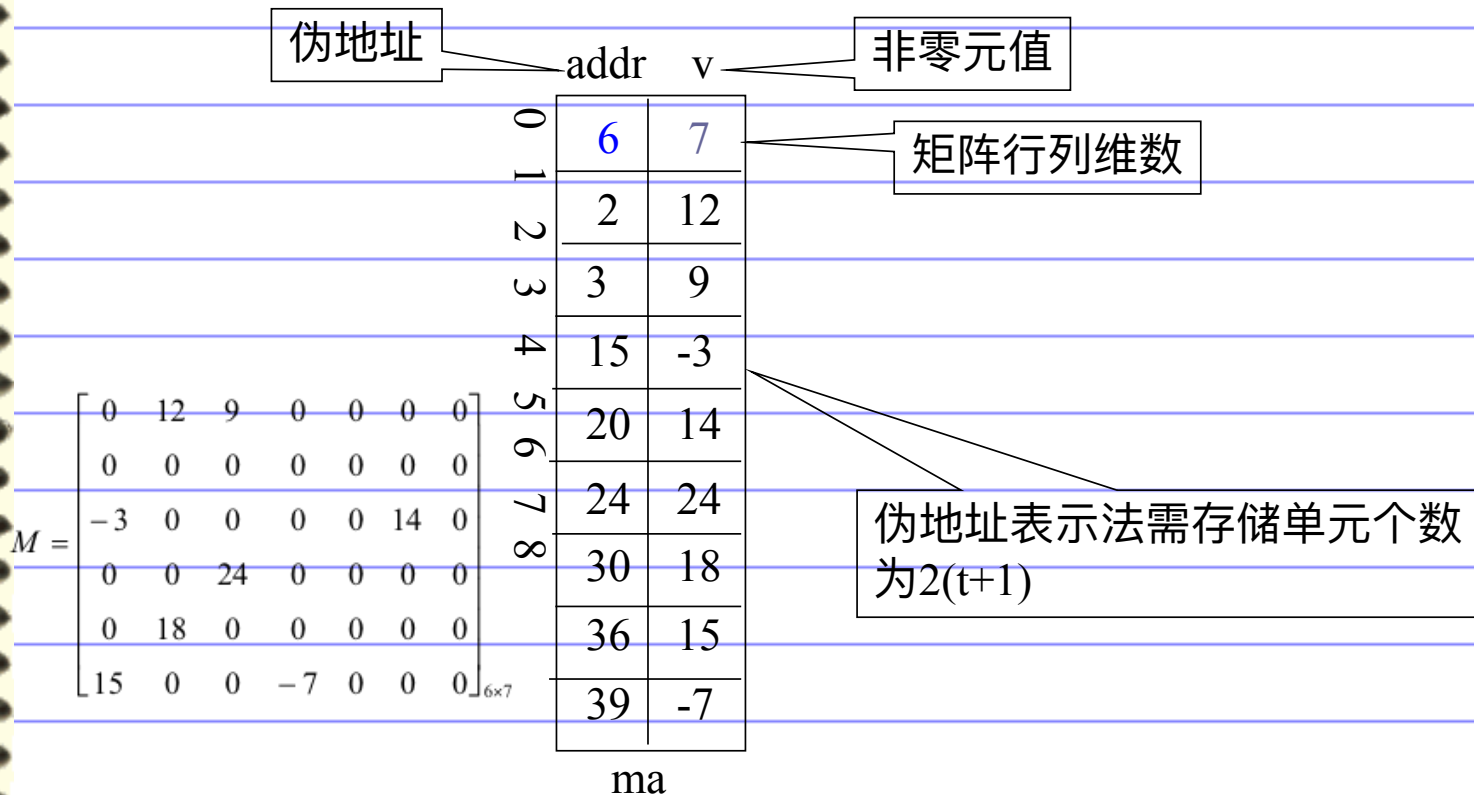 伪地址
addr v
非零元值
矩阵行列维数
0 6 7
1 2 12
2 3 9
3 15 -3
4 20 14
5 24 24
6 30 18
7 36 15
8 39 -7
ma
伪地址表示法需存储单元个数
为2(t+1)
M =
0 12 9 0 0 0 0
0 0 0 0 0 0 0
-3 0 0 0 0 14 0
0 0 24 0 0 0 0
0 18 0 0 0 0 0
15 0 0 -7 0 0 0
6×7